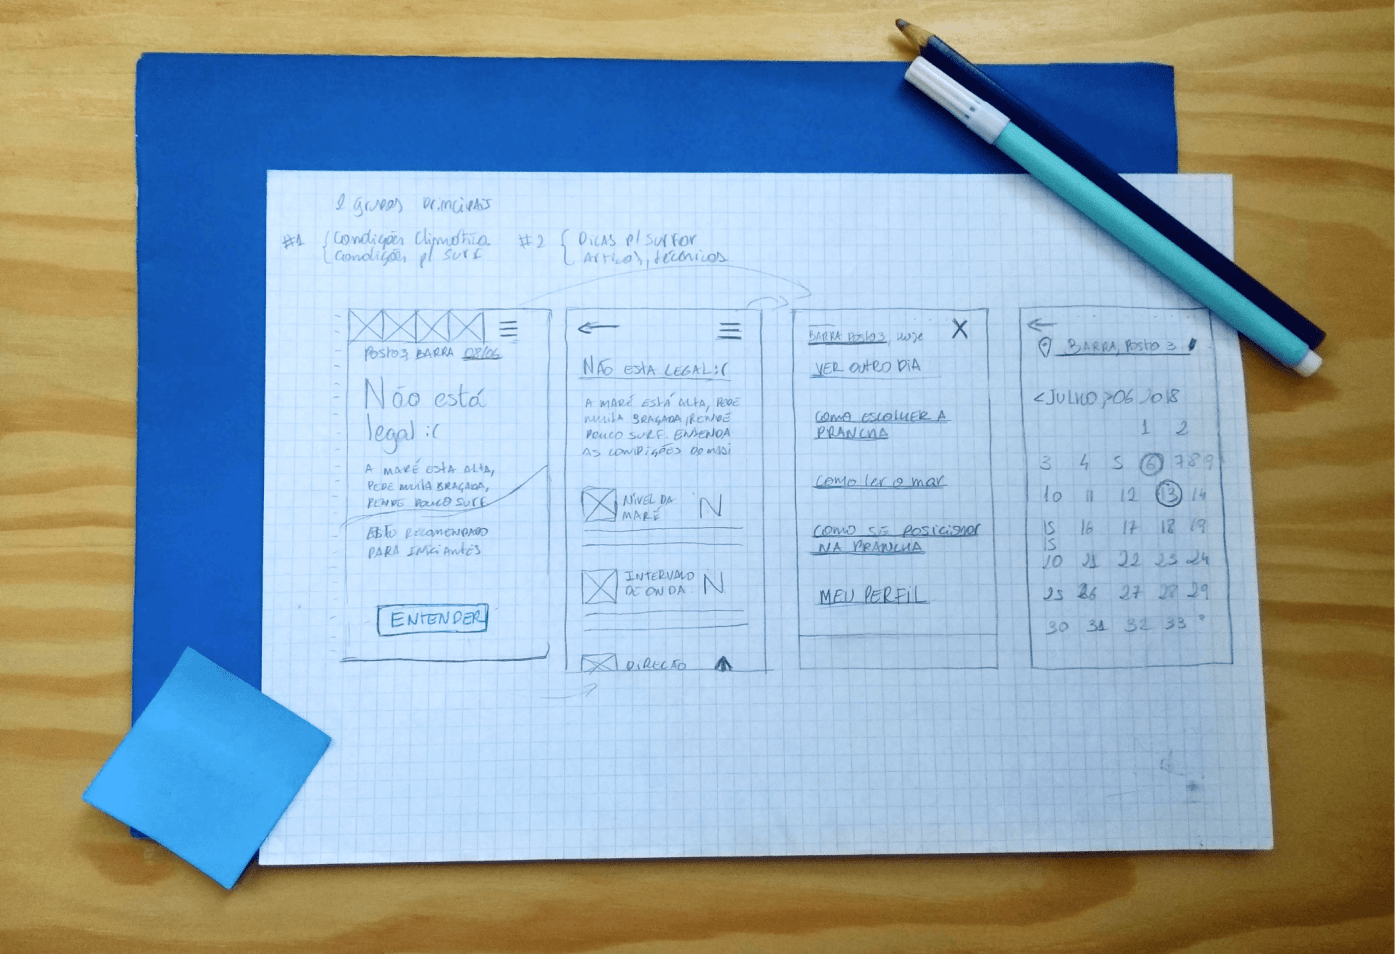 2 grupos principais
#1 { Condições Climática
{ Condições p/ surf
#2 { Dicas p/ surfar
{ Artigos, técnicos
Posto 3, BARRA 08/06
Não está
legal :(
A MARÉ ESTÁ ALTA,
PEDE MUITA BRAÇADA,
RENDE POUCO SURF
RECOMENDADO
PARA INICIANTES
ENTENDER
←
NÃO ESTA LEGAL :(
A MARÉ ESTÁ ALTA, PEDE
MUITA BRAÇADA, RENDE
POUCO SURF. ENTENDA
AS CONDIÇÕES DO MAR
NÍVEL DA
MARÉ N
INTERVALO
DE ONDA N
DIREÇÃO
BARRA POSTO 3, HOJE X
VER OUTRO DIA
COMO ESCOLHER A
PRANCHA
COMO LER O MAR
COMO SE POSICIONAR
NA PRANCHA
MEU PERFIL
←
BARRA, POSTO 3
< JULHO > 06 2018
1 2
3 4 5 6 7 8 9
10 11 12 13 14
15 16 17 18 19
15
20 21 22 23 24
25 26 27 28 29
30 31 32 33